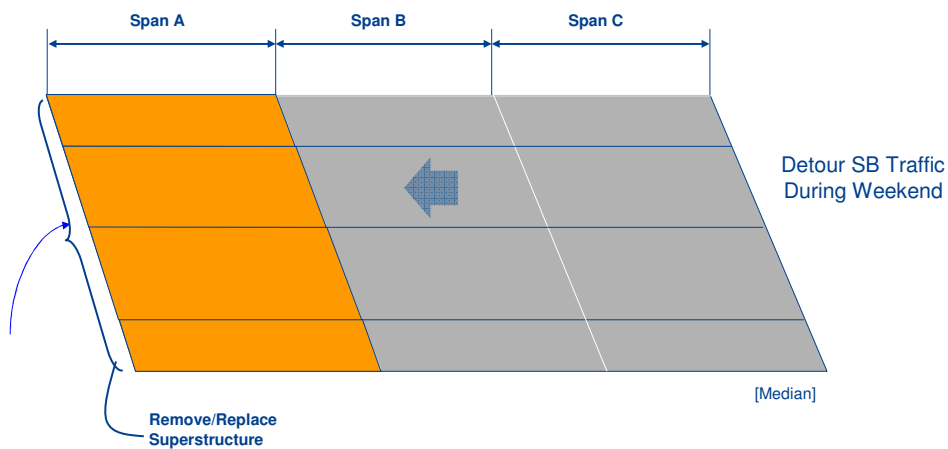 Span A
Span B
Span C
Detour SB Traffic
During Weekend
[Median]
Remove/Replace
Superstructure